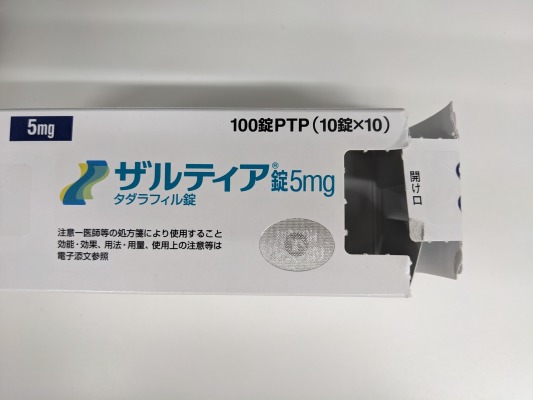 5mg
100錠PTP（10錠×10）
ザルティア®錠5mg
タダラフィル錠
開け口
注意ー医師等の処方箋により使用すること
効能・効果、用法・用量、使用上の注意等は
電子添文参照